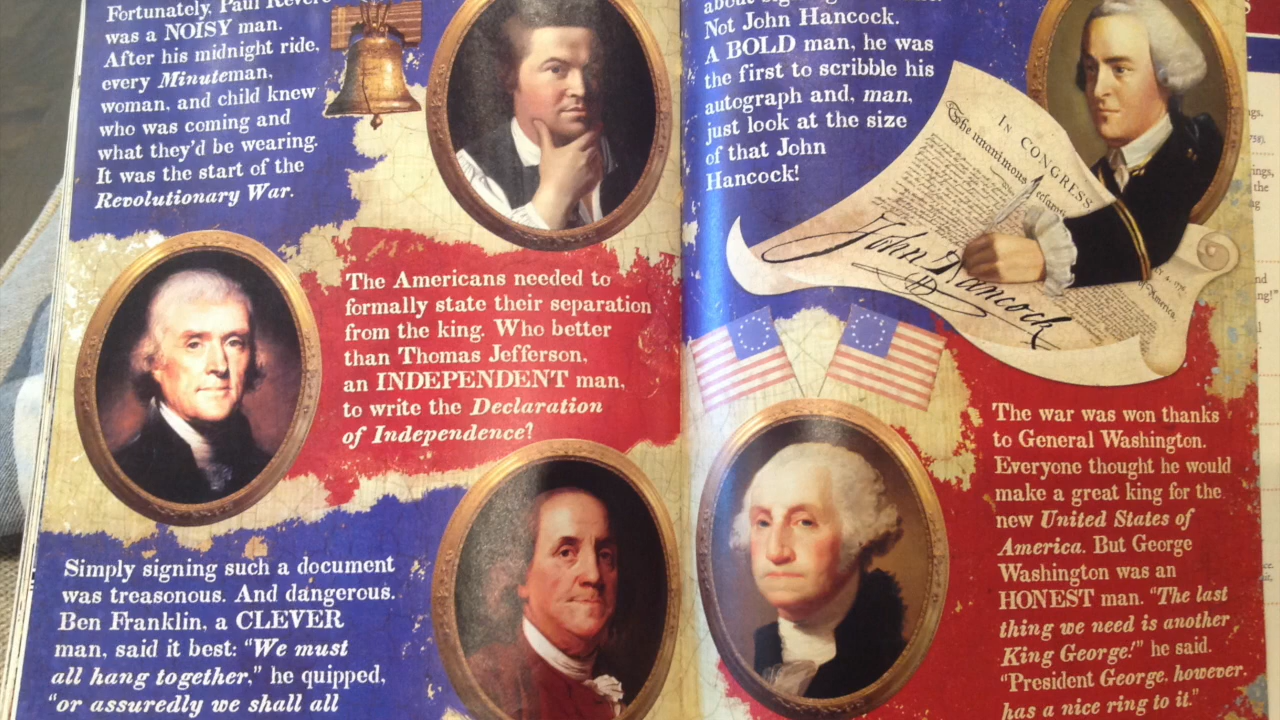 Fortunately, Paul Revere
was a NOISY man.
After his midnight ride,
every Minuteman,
woman, and child knew
who was coming and
what they'd be wearing.
It was the start of the
Revolutionary War.
The Americans needed to
formally state their separation
from the king. Who better
than Thomas Jefferson,
an INDEPENDENT man,
to write the Declaration
of Independence?
Simply signing such a document
was treasonous. And dangerous.
Ben Franklin, a CLEVER
man, said it best: "We must
all hang together," he quipped,
"or assuredly we shall all
Not John Hancock.
A BOLD man, he was
the first to scribble his
autograph and, man,
just look at the size
of that John
Hancock!
IN CONGRESS
The unanimous Declara
John Hancock
of America.
The war was won thanks
to General Washington.
Everyone thought he would
make a great king for the
new United States of
America. But George
Washington was an
HONEST man. "The last
thing we need is another
King George!" he said.
"President George, however,
has a nice ring to it."